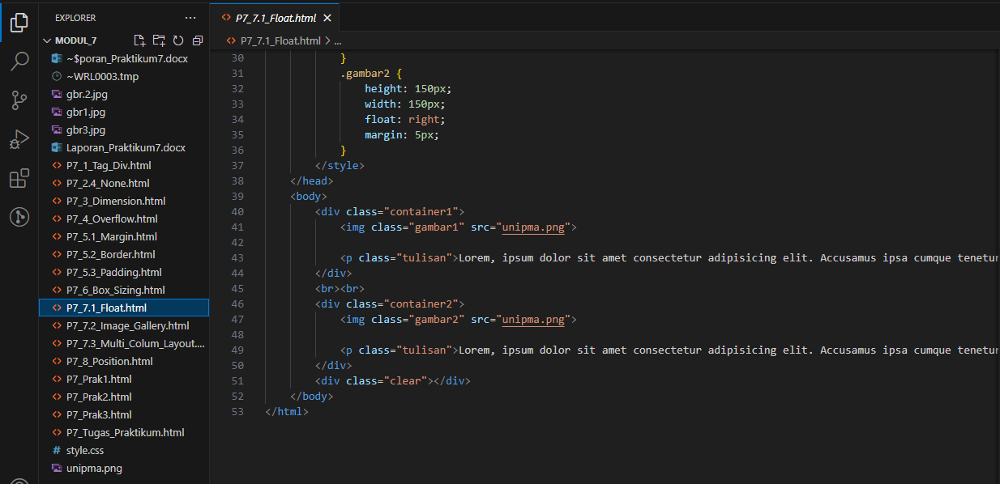 EXPLORER ...
MODUL_7
~$poran_Praktikum7.docx
~WRL0003.tmp
gbr.2.jpg
gbr1.jpg
gbr3.jpg
Laporan_Praktikum7.docx
P7_1_Tag_Div.html
P7_2.4_None.html
P7_3_Dimension.html
P7_4_Overflow.html
P7_5.1_Margin.html
P7_5.2_Border.html
P7_5.3_Padding.html
P7_6_Box_Sizing.html
P7_7.1_Float.html
P7_7.2_Image_Gallery.html
P7_7.3_Multi_Colum_Layout....
P7_8_Position.html
P7_Prak1.html
P7_Prak2.html
P7_Prak3.html
P7_Tugas_Praktikum.html
# style.css
unipma.png
P7_7.1_Float.html
P7_7.1_Float.html > ...
30 }
31 .gambar2 {
32 height: 150px;
33 width: 150px;
34 float: right;
35 margin: 5px;
36 }
37 </style>
38 </head>
39 <body>
40 <div class="container1">
41 <img class="gambar1" src="unipma.png">
42
43 <p class="tulisan">Lorem, ipsum dolor sit amet consectetur adipisicing elit. Accusamus ipsa cumque tenetur
44 </div>
45 <br><br>
46 <div class="container2">
47 <img class="gambar2" src="unipma.png">
48
49 <p class="tulisan">Lorem, ipsum dolor sit amet consectetur adipisicing elit. Accusamus ipsa cumque tenetur
50 </div>
51 <div class="clear"></div>
52 </body>
53 </html>